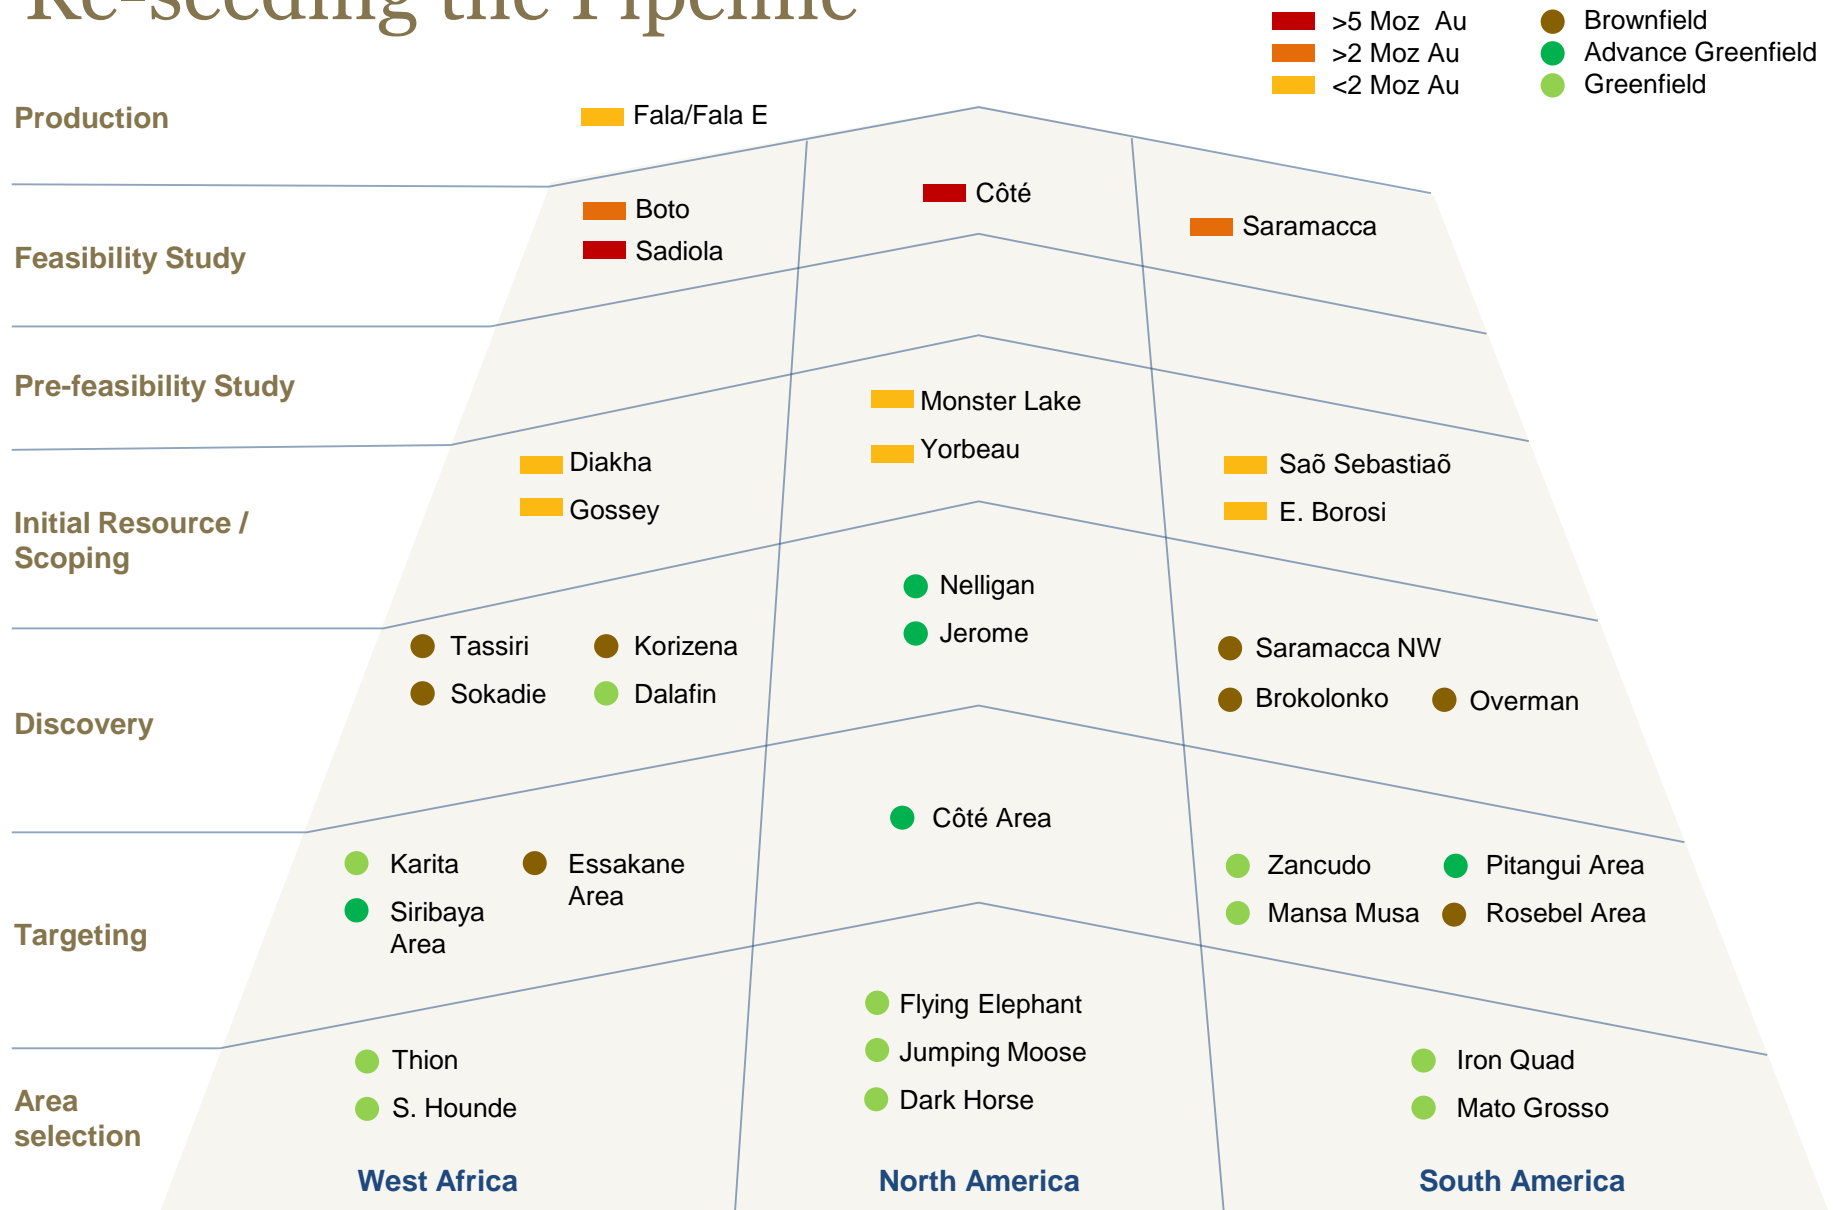 Re-seeding the Pipeline
>5 Moz Au
>2 Moz Au
<2 Moz Au
Brownfield
Advance Greenfield
Greenfield
Production
Fala/Fala E
Feasibility Study
Boto
Sadiola
Côté
Saramacca
Pre-feasibility Study
Initial Resource /
Scoping
Diakha
Gossey
Monster Lake
Yorbeau
Saõ Sebastiaõ
E. Borosi
Discovery
Tassiri
Korizena
Sokadie
Dalafin
Nelligan
Jerome
Saramacca NW
Brokolonko
Overman
Targeting
Karita
Essakane
Area
Siribaya
Area
Côté Area
Zancudo
Pitangui Area
Mansa Musa
Rosebel Area
Area
selection
Thion
S. Hounde
Flying Elephant
Jumping Moose
Dark Horse
Iron Quad
Mato Grosso
West Africa
North America
South America